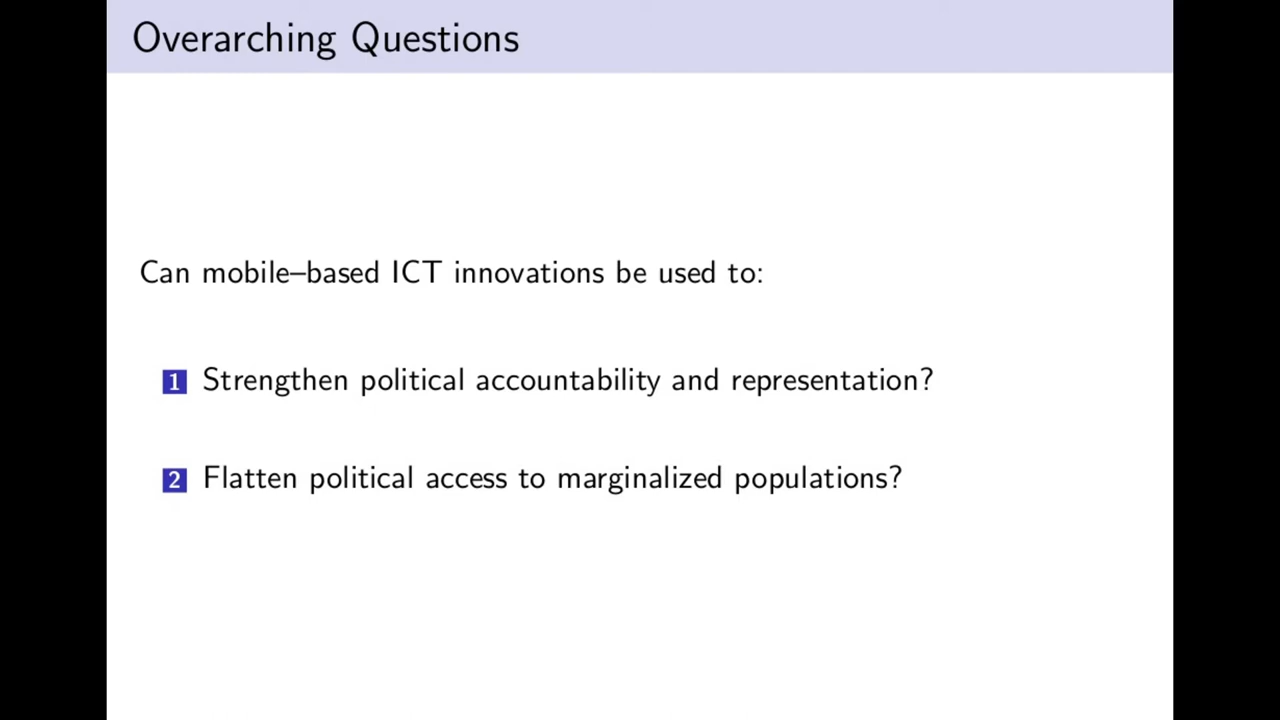 Overarching Questions
Can mobile–based ICT innovations be used to:
1 Strengthen political accountability and representation?
2 Flatten political access to marginalized populations?